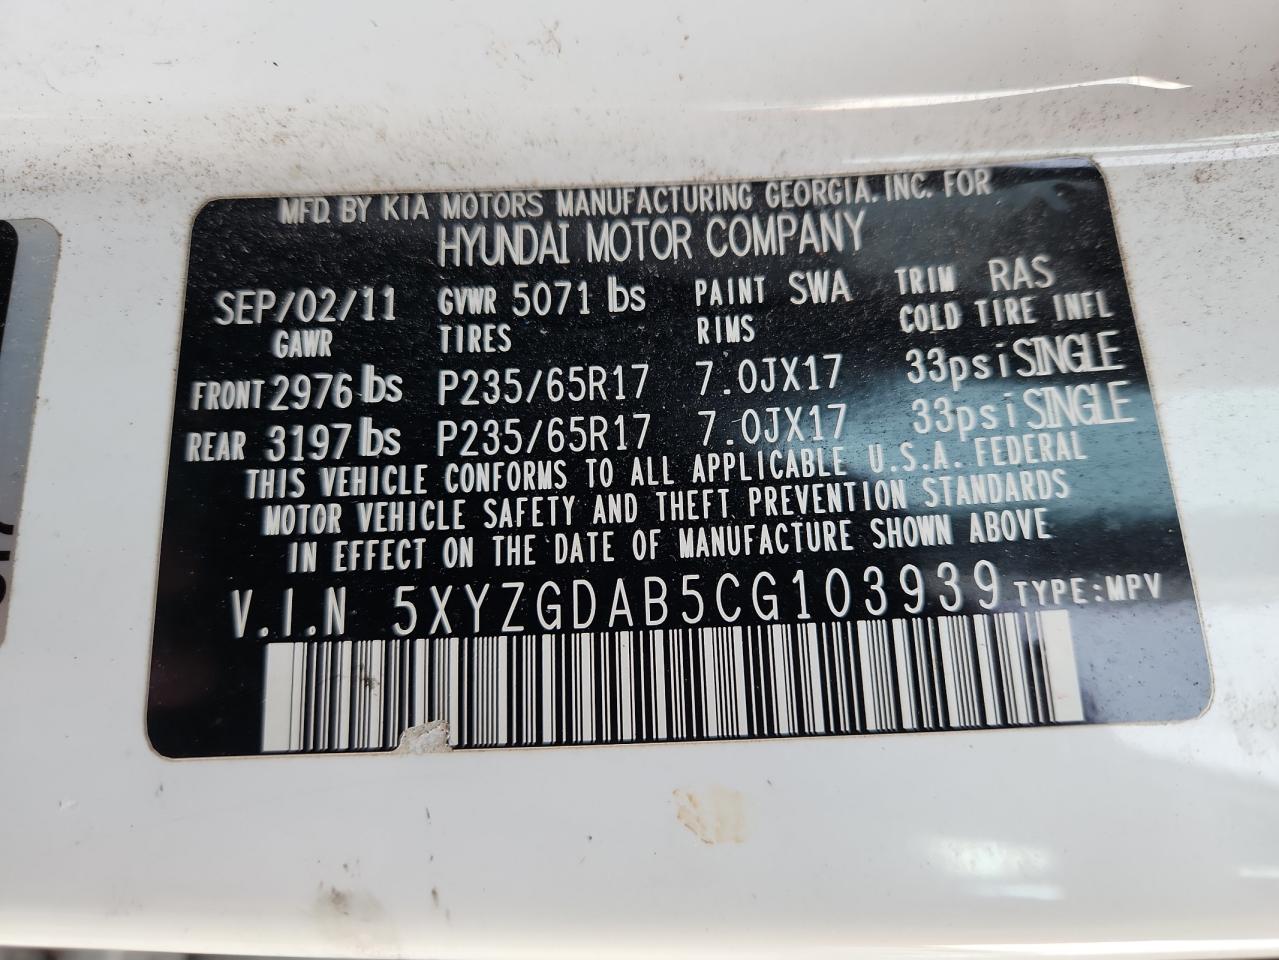 MFD. BY KIA MOTORS MANUFACTURING GEORGIA, INC. FOR
HYUNDAI MOTOR COMPANY
SEP/02/11 GVWR 5071 lbs PAINT SWA TRIM RAS
GAWR TIRES RIMS COLD TIRE INFL
FRONT 2976 lbs P235/65R17 7.0JX17 33psi SINGLE
REAR 3197 lbs P235/65R17 7.0JX17 33psi SINGLE
THIS VEHICLE CONFORMS TO ALL APPLICABLE U.S.A. FEDERAL
MOTOR VEHICLE SAFETY AND THEFT PREVENTION STANDARDS
IN EFFECT ON THE DATE OF MANUFACTURE SHOWN ABOVE
V.I.N 5XYZGDAB5CG103939 TYPE:MPV